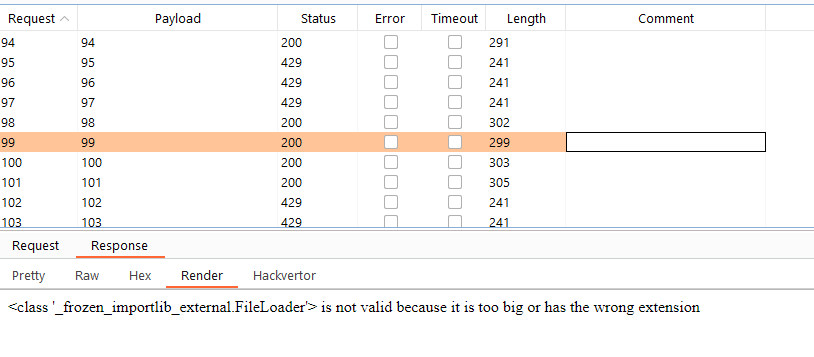 Request Payload Status Error Timeout Length Comment
94 94 200 291
95 95 429 241
96 96 429 241
97 97 429 241
98 98 200 302
99 99 200 299
100 100 200 303
101 101 200 305
102 102 429 241
103 103 429 241
Request Response
Pretty Raw Hex Render Hackvertor
<class '_frozen_importlib_external.FileLoader'> is not valid because it is too big or has the wrong extension